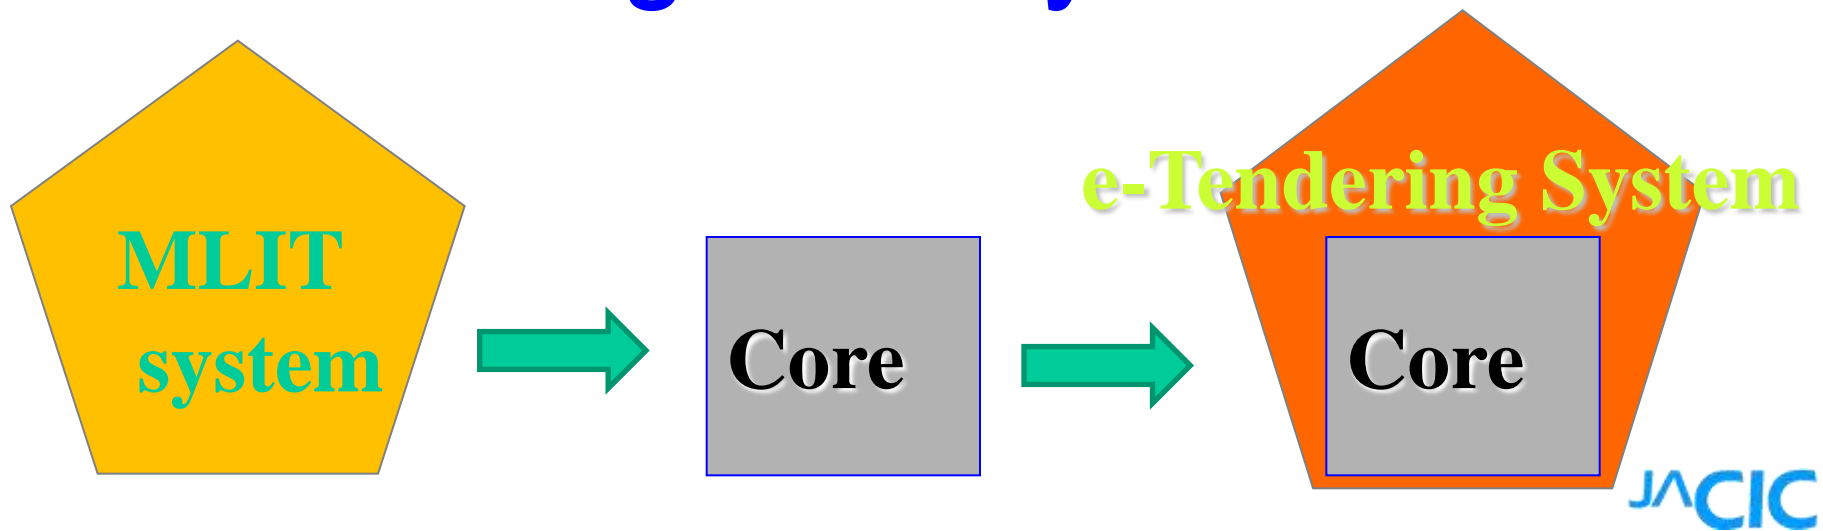 MLIT
system
Core
e-Tendering System
Core
JACIC